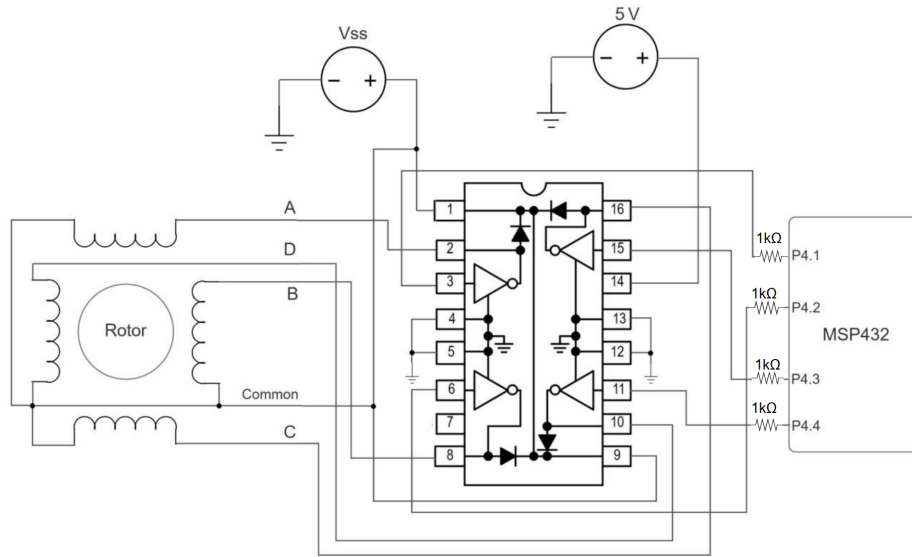 Vss
5 V
A
D
B
Rotor
Common
C
1
2
3
4
5
6
7
8
16
15
14
13
12
11
10
9
1kΩ
P4.1
1kΩ
P4.2
MSP432
1kΩ
P4.3
1kΩ
P4.4